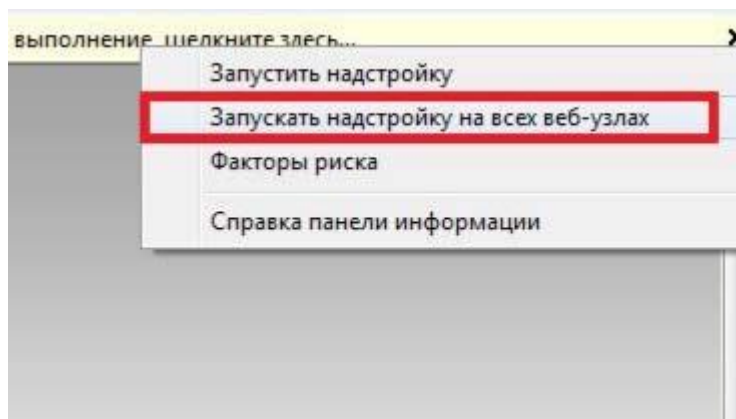 выполнение щелкните здесь...
Запустить надстройку
Запускать надстройку на всех веб-узлах
Факторы риска
Справка панели информации